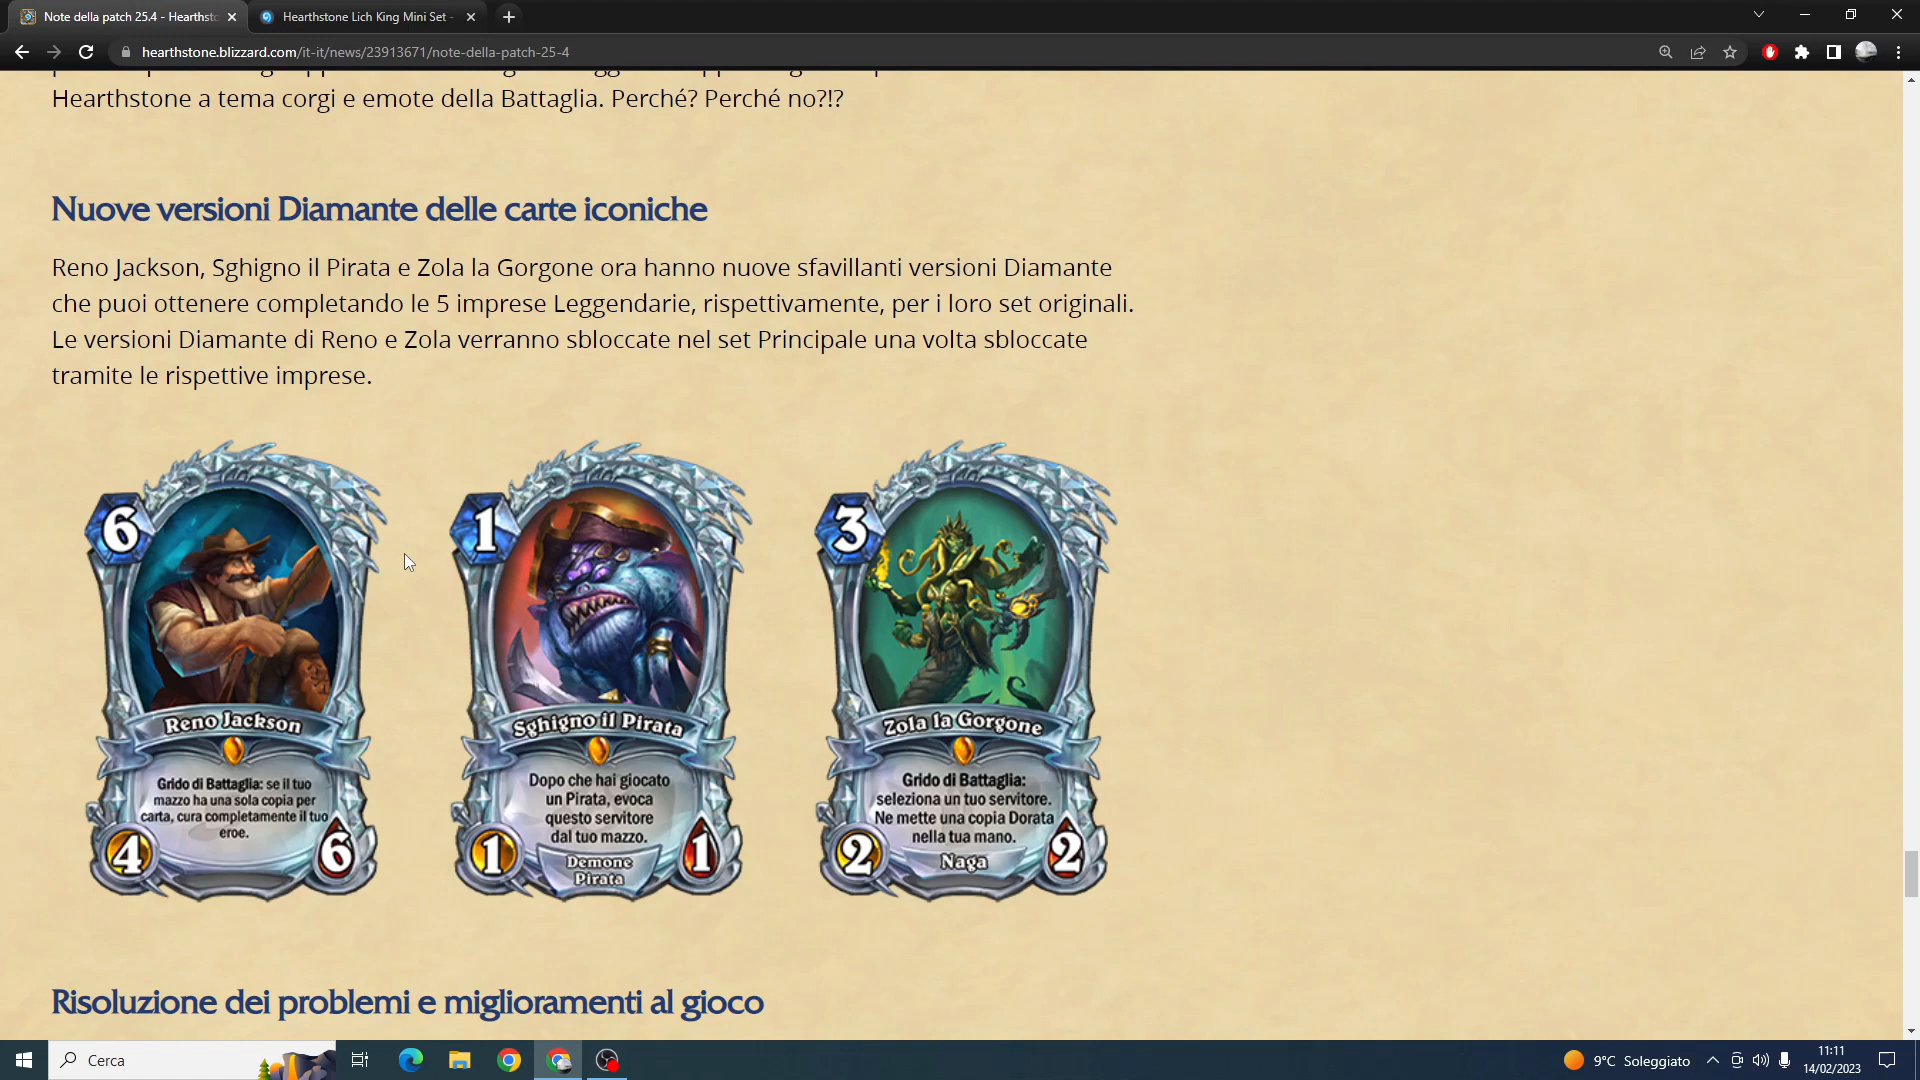 Note della patch 25.4 - Hearthsto
Hearthstone Lich King Mini Set -
hearthstone.blizzard.com/it-it/news/23913671/note-della-patch-25-4
Hearthstone a tema corgi e emote della Battaglia. Perché? Perché no?!?
Nuove versioni Diamante delle carte iconiche
Reno Jackson, Sghigno il Pirata e Zola la Gorgone ora hanno nuove sfavillanti versioni Diamante
che puoi ottenere completando le 5 imprese Leggendarie, rispettivamente, per i loro set originali.
Le versioni Diamante di Reno e Zola verranno sbloccate nel set Principale una volta sbloccate
tramite le rispettive imprese.
6
Reno Jackson
Grido di Battaglia: se il tuo
mazzo ha una sola copia per
carta, cura completamente il tuo
eroe.
4
6
1
Sghigno il Pirata
Dopo che hai giocato
un Pirata, evoca
questo servitore
dal tuo mazzo.
1
Demone
Pirata
1
3
Zola la Gorgone
Grido di Battaglia:
seleziona un tuo servitore.
Ne mette una copia Dorata
nella tua mano.
2
Naga
2
Risoluzione dei problemi e miglioramenti al gioco
Cerca
9°C Soleggiato
11:11
14/02/2023